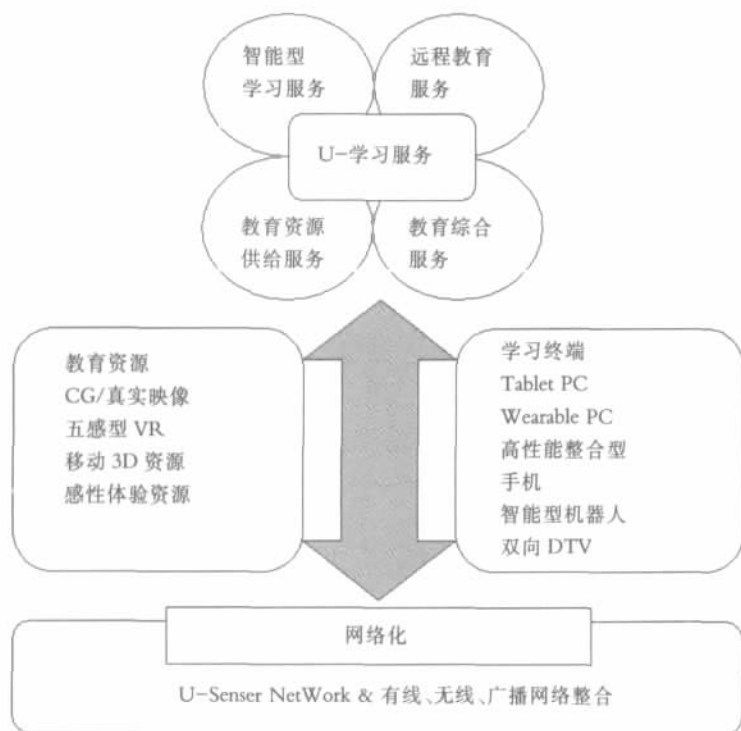 智能型
学习服务
远程教育
服务
U-学习服务
教育资源
供给服务
教育综合
服务
教育资源
CG/真实映像
五感型 VR
移动 3D 资源
感性体验资源
学习终端
Tablet PC
Wearable PC
高性能整合型
手机
智能型机器人
双向 DTV
网络化
U-Senser NetWork & 有线、无线、广播网络整合